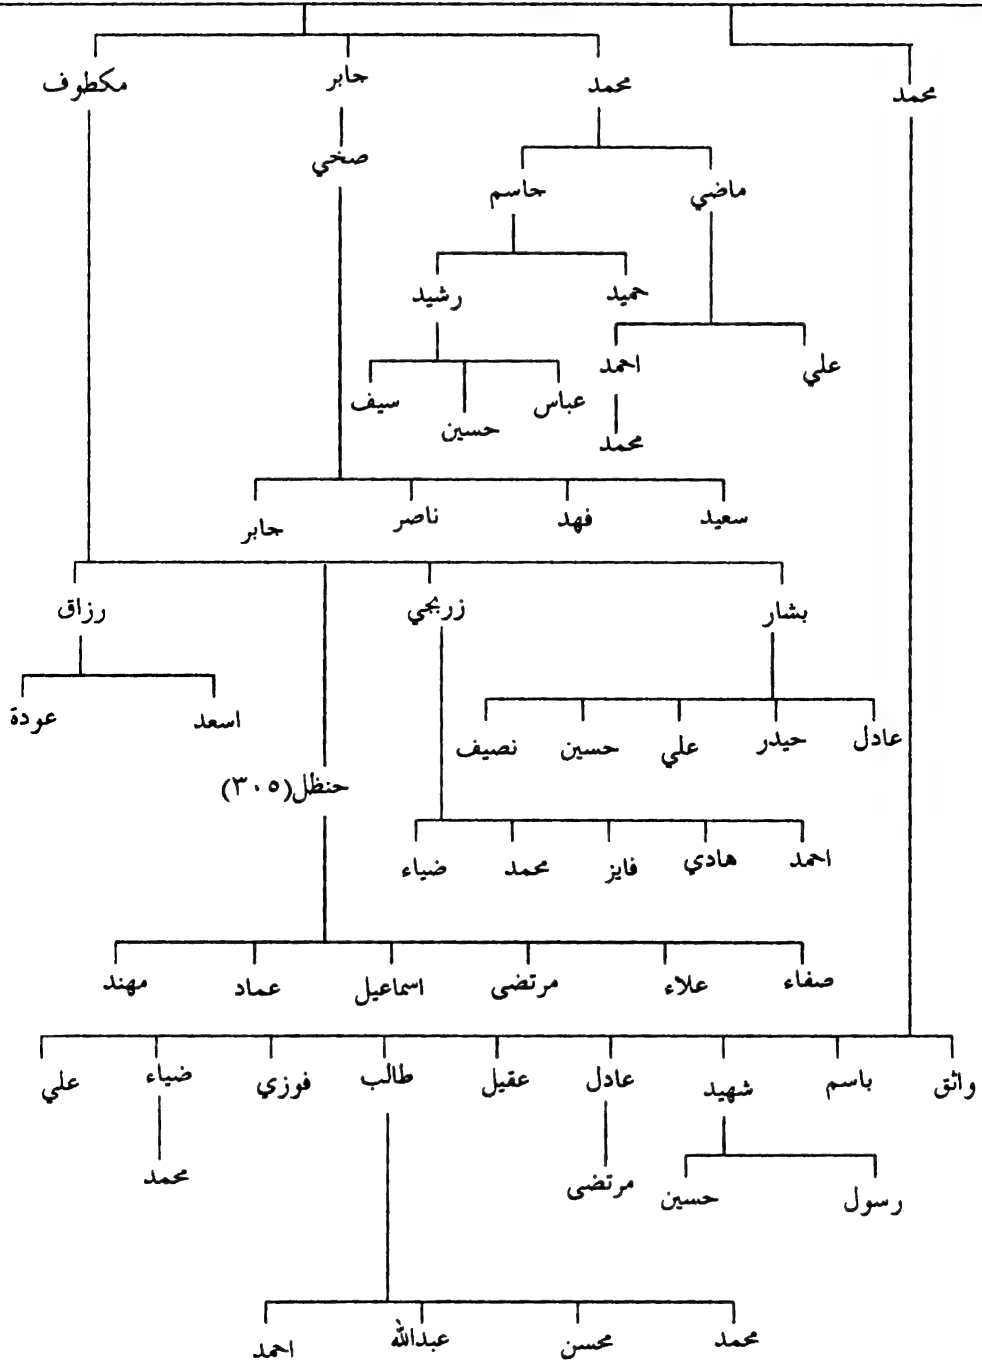 محمد محمد جابر مكطوف
صخي
ماضي جاسم
حميد رشيد
علي احمد عباس حسين سيف
محمد
سعيد فهد ناصر جابر
بشار زربجي رزاق
عادل حيدر علي حسين نصيف اسعد عودة
حنظل(٣٠٥)
احمد هادي فايز محمد ضياء
صفاء علاء مرتضى اسماعيل عماد مهند
واثق باسم شهيد عادل عقيل طالب فوزي ضياء علي
رسول حسين مرتضى محمد
محمد محسن عبدالله احمد